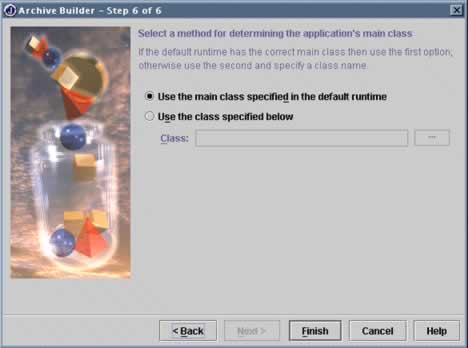 Archive Builder - Step 6 of 6
Select a method for determining the application's main class
If the default runtime has the correct main class then use the first option;
otherwise use the second and specify a class name.
Use the main class specified in the default runtime
Use the class specified below
Class:
...
< Back Next > Finish Cancel Help